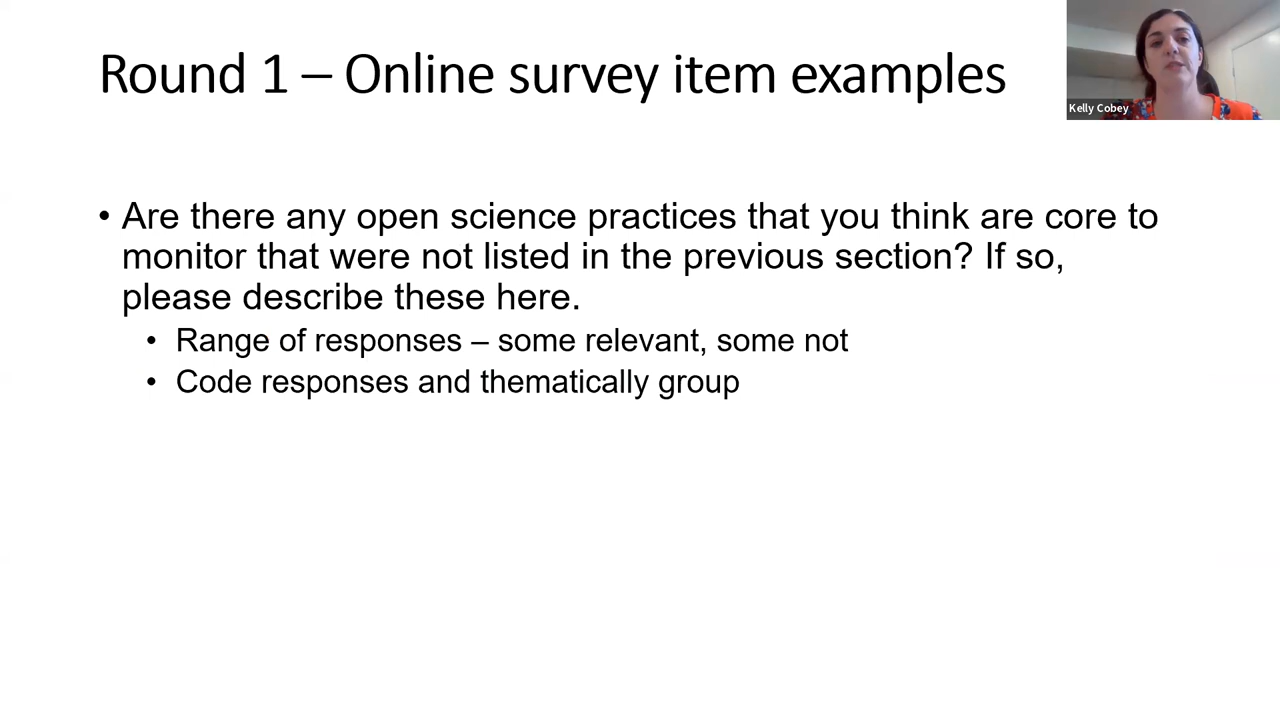 Round 1 – Online survey item examples
Kelly Cobey
• Are there any open science practices that you think are core to
monitor that were not listed in the previous section? If so,
please describe these here.
• Range of responses – some relevant, some not
• Code responses and thematically group